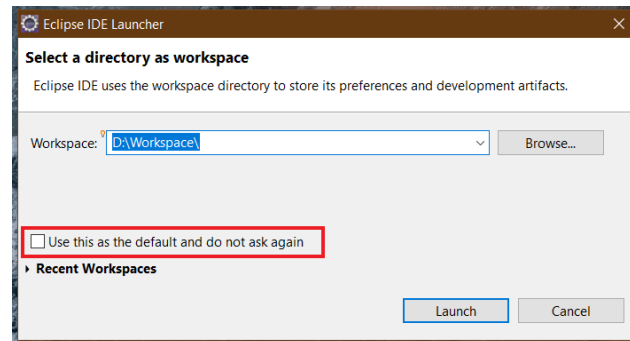 Eclipse IDE Launcher
Select a directory as workspace
Eclipse IDE uses the workspace directory to store its preferences and development artifacts.
Workspace: D:\Workspace\ Browse...
Use this as the default and do not ask again
Recent Workspaces
Launch Cancel